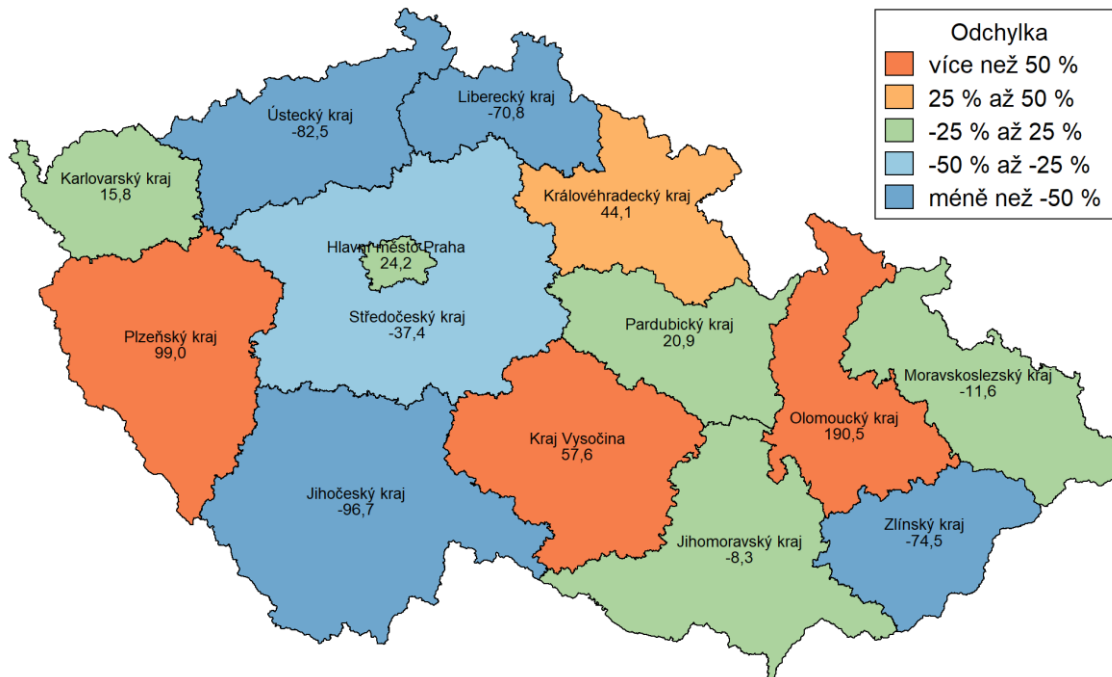 Odchylka
více než 50 %
25 % až 50 %
-25 % až 25 %
-50 % až -25 %
méně než -50 %
Liberecký kraj
-70,8
Ústecký kraj
-82,5
Karlovarský kraj
15,8
Královéhradecký kraj
44,1
Hlavní město Praha
24,2
Středočeský kraj
-37,4
Plzeňský kraj
99,0
Pardubický kraj
20,9
Moravskoslezský kraj
-11,6
Olomoucký kraj
190,5
Kraj Vysočina
57,6
Jihočeský kraj
-96,7
Jihomoravský kraj
-8,3
Zlínský kraj
-74,5